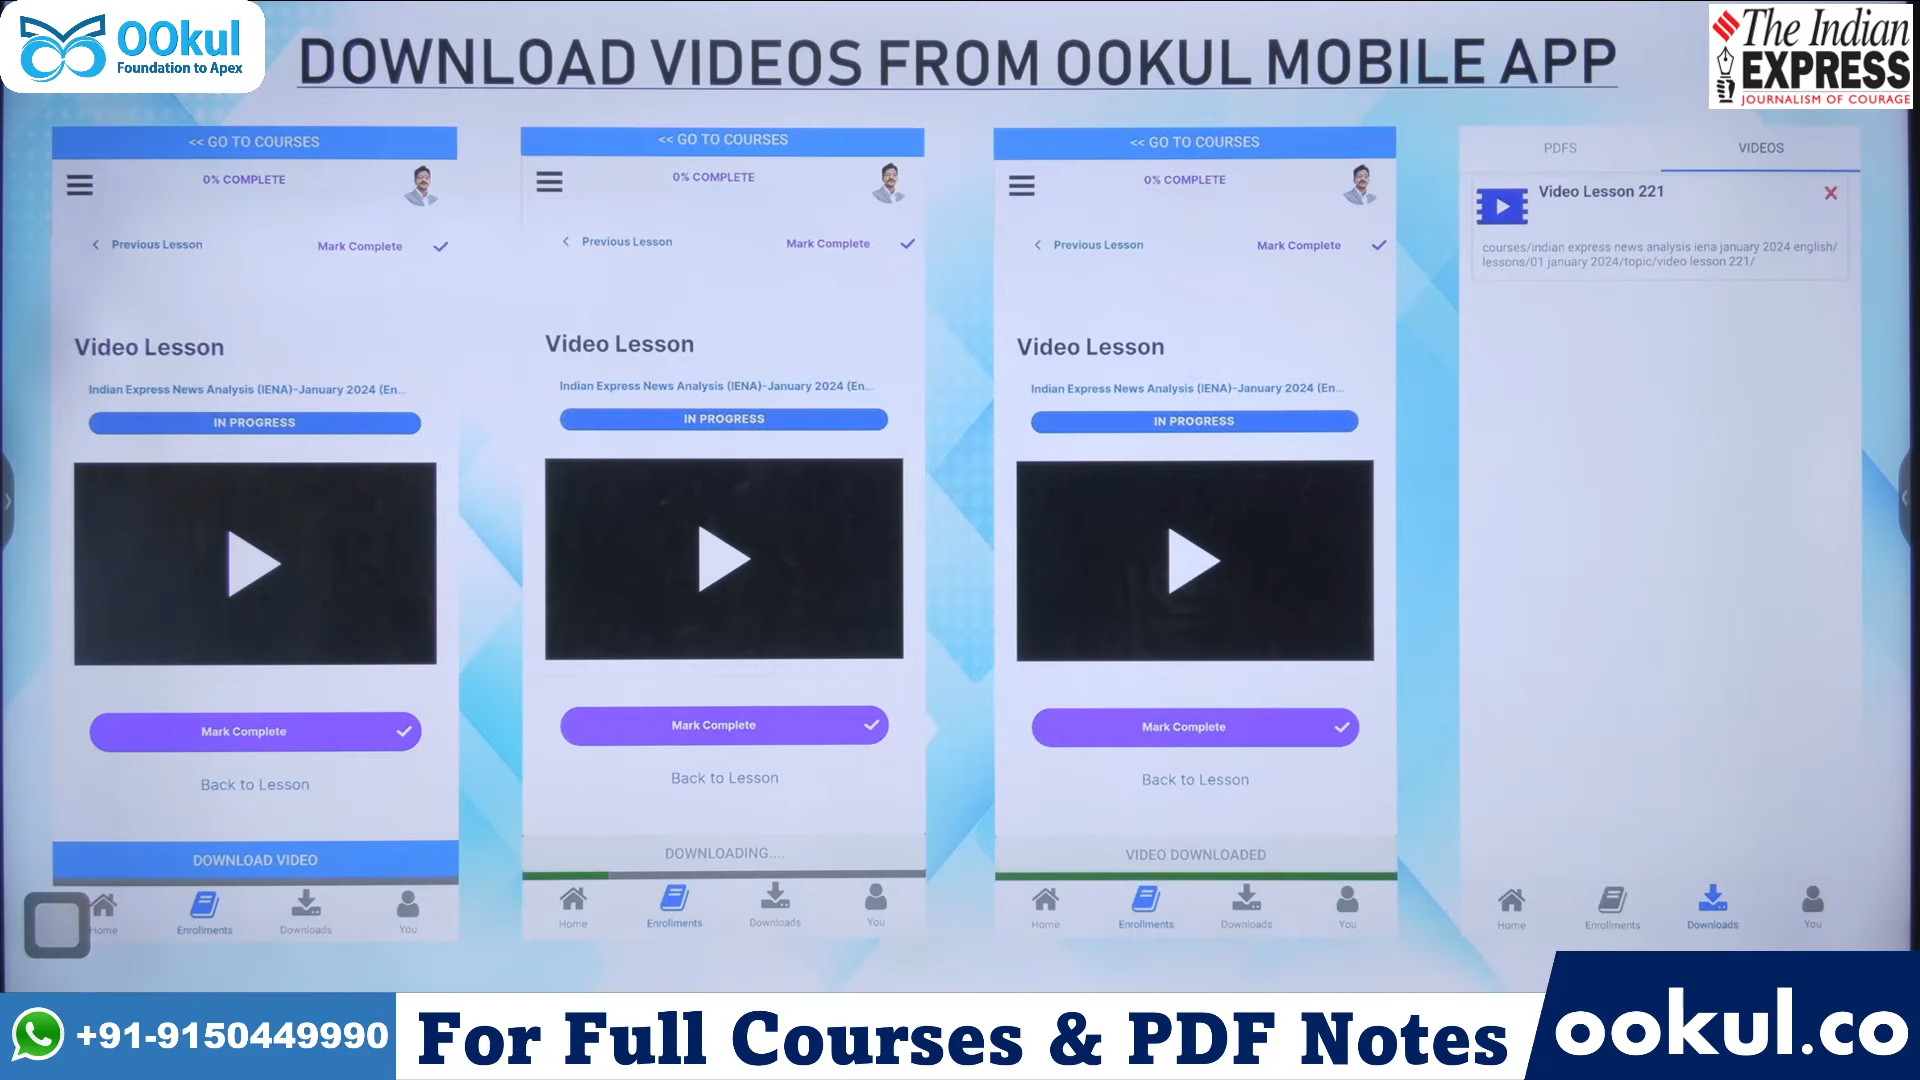 OOkul
Foundation to Apex
DOWNLOAD VIDEOS FROM OOKUL MOBILE APP
The Indian
EXPRESS
JOURNALISM OF COURAGE
<< GO TO COURSES
0% COMPLETE
Previous Lesson
Mark Complete
Video Lesson
Indian Express News Analysis (IENA)-January 2024 (En...
IN PROGRESS
Mark Complete
Back to Lesson
DOWNLOAD VIDEO
Home
Enrollments
Downloads
You
<< GO TO COURSES
0% COMPLETE
Previous Lesson
Mark Complete
Video Lesson
Indian Express News Analysis (IENA)-January 2024 (En...
IN PROGRESS
Mark Complete
Back to Lesson
DOWNLOADING....
Home
Enrollments
Downloads
You
<< GO TO COURSES
0% COMPLETE
Previous Lesson
Mark Complete
Video Lesson
Indian Express News Analysis (IENA)-January 2024 (En...
IN PROGRESS
Mark Complete
Back to Lesson
VIDEO DOWNLOADED
Home
Enrollments
Downloads
You
PDFS
VIDEOS
Video Lesson 221
courses/indian express news analysis iena january 2024 english/
lessons/01 january 2024/topic/video lesson 221/
Home
Enrollments
Downloads
You
+91-9150449990
For Full Courses & PDF Notes
ookul.co